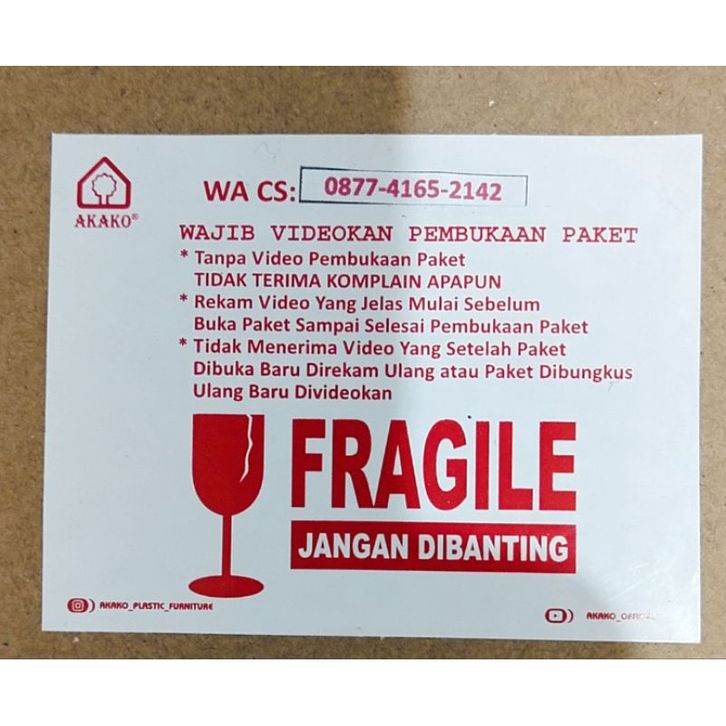 AKAKO®
WA CS: 0877-4165-2142
WAJIB VIDEOKAN PEMBUKAAN PAKET
* Tanpa Video Pembukaan Paket
TIDAK TERIMA KOMPLAIN APAPUN
* Rekam Video Yang Jelas Mulai Sebelum
Buka Paket Sampai Selesai Pembukaan Paket
* Tidak Menerima Video Yang Setelah Paket
Dibuka Baru Direkam Ulang atau Paket Dibungkus
Ulang Baru Divideokan
FRAGILE
JANGAN DIBANTING
AKAKO_PLASTIC_FURNITURE